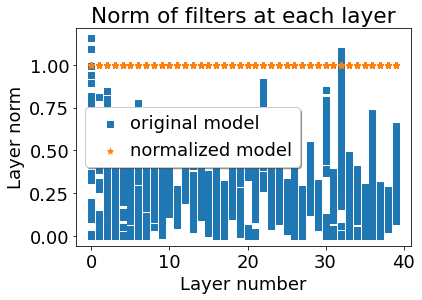 Norm of filters at each layer
Layer norm
1.00
0.75
0.50
0.25
0.00
original model
normalized model
0 10 20 30 40
Layer number